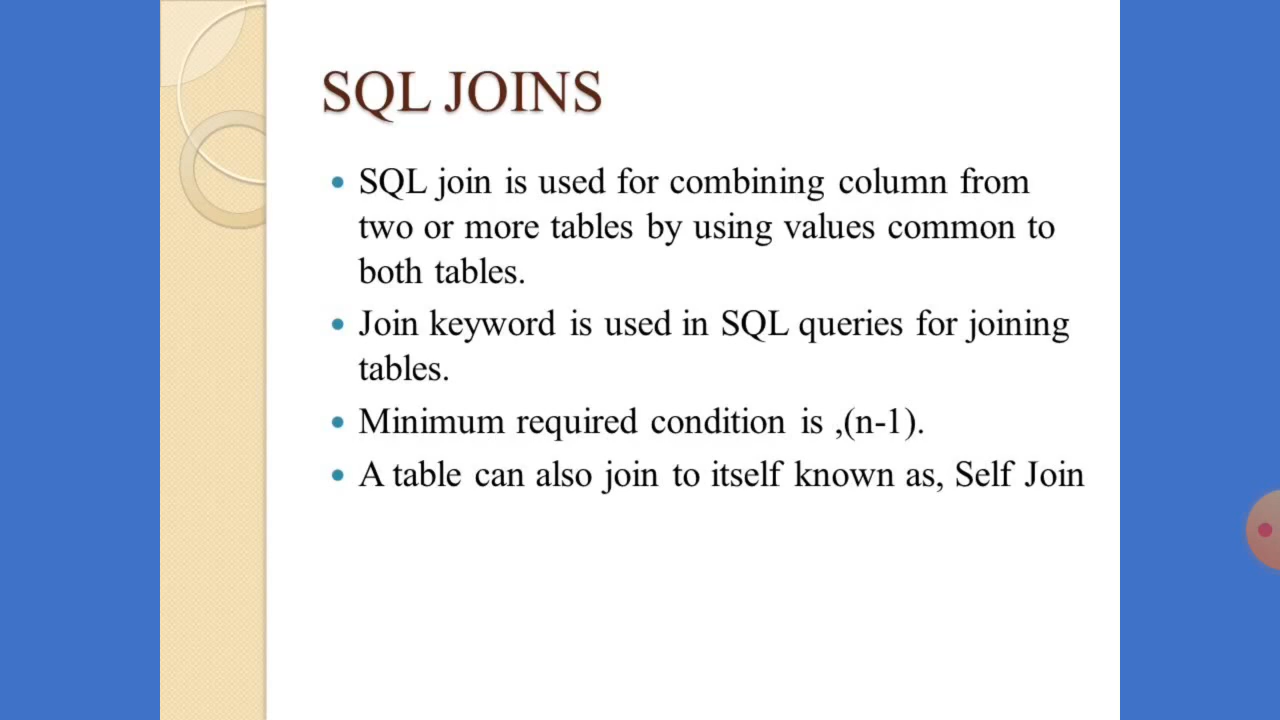 SQL JOINS
• SQL join is used for combining column from
two or more tables by using values common to
both tables.
• Join keyword is used in SQL queries for joining
tables.
• Minimum required condition is ,(n-1).
• A table can also join to itself known as, Self Join